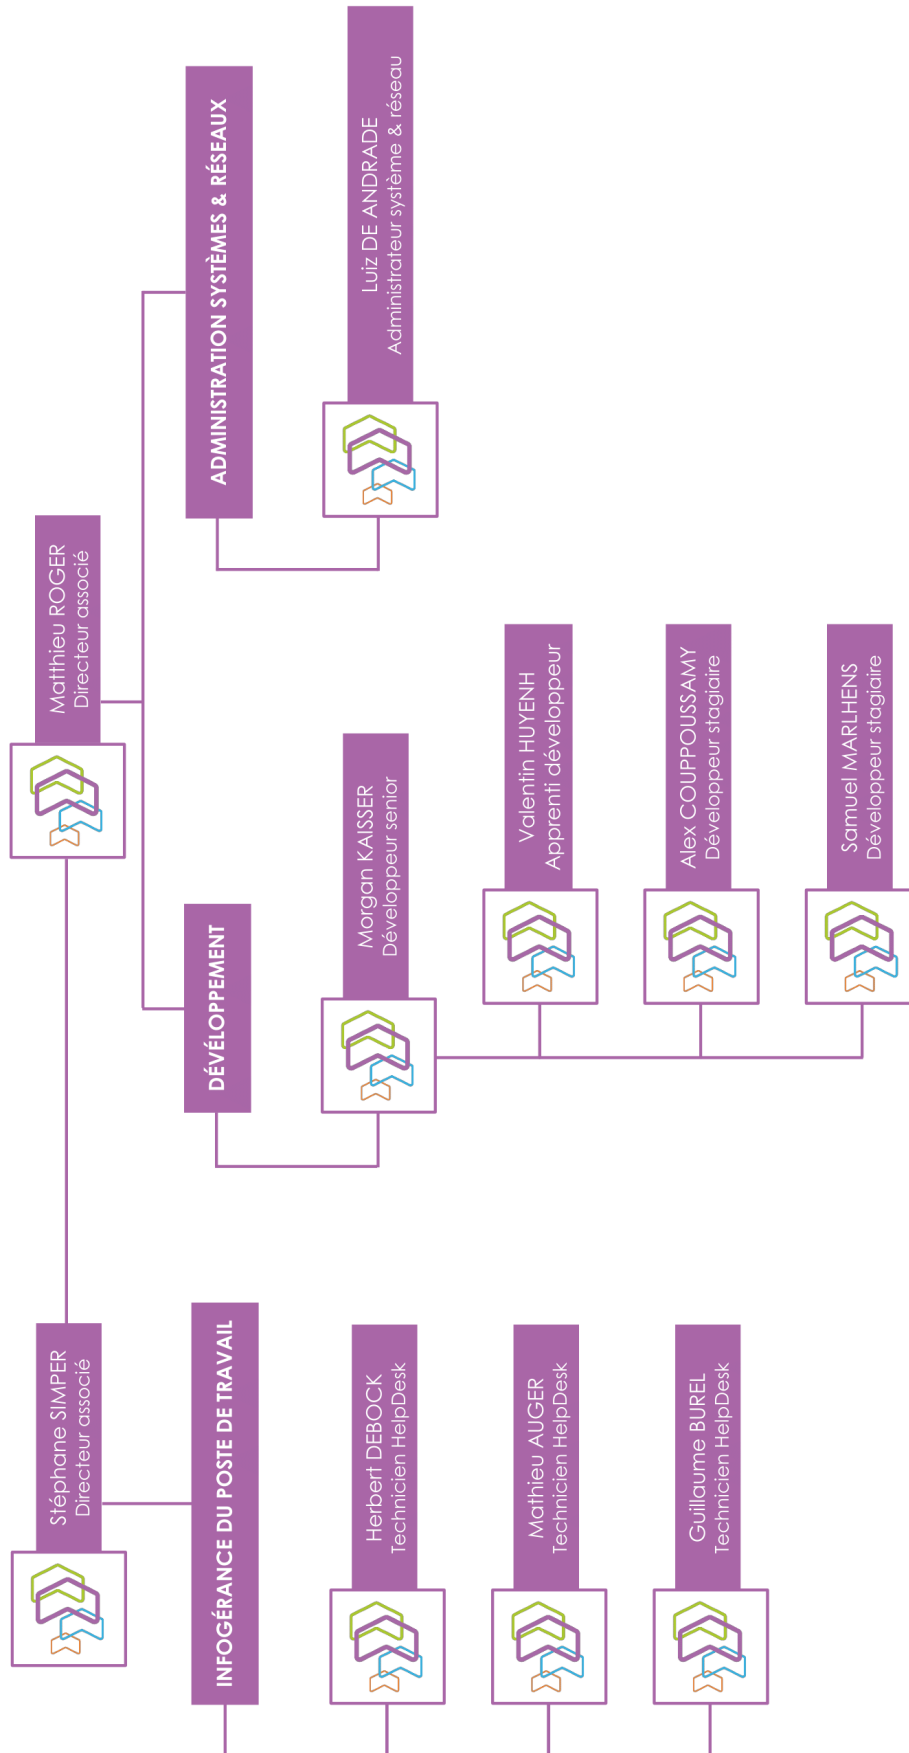 Stéphane SIMPER
Directeur associé
Matthieu ROGER
Directeur associé
INFOGÉRANCE DU POSTE DE TRAVAIL
DÉVELOPPEMENT
ADMINISTRATION SYSTÈMES & RÉSEAUX
Herbert DEBOCK
Technicien HelpDesk
Morgan KAISSER
Développeur senior
Luiz DE ANDRADE
Administrateur système & réseau
Mathieu AUGER
Technicien HelpDesk
Valentin HUYENH
Apprenti développeur
Guillaume BUREL
Technicien HelpDesk
Alex COUPPOUSSAMY
Développeur stagiaire
Samuel MARLHENS
Développeur stagiaire